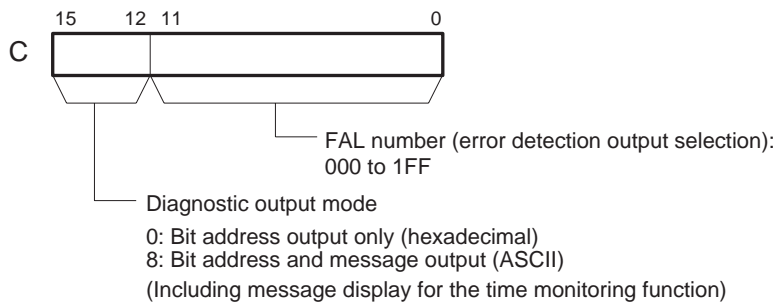 15 12 11 0
C
FAL number (error detection output selection):
000 to 1FF
Diagnostic output mode
0: Bit address output only (hexadecimal)
8: Bit address and message output (ASCII)
(Including message display for the time monitoring function)